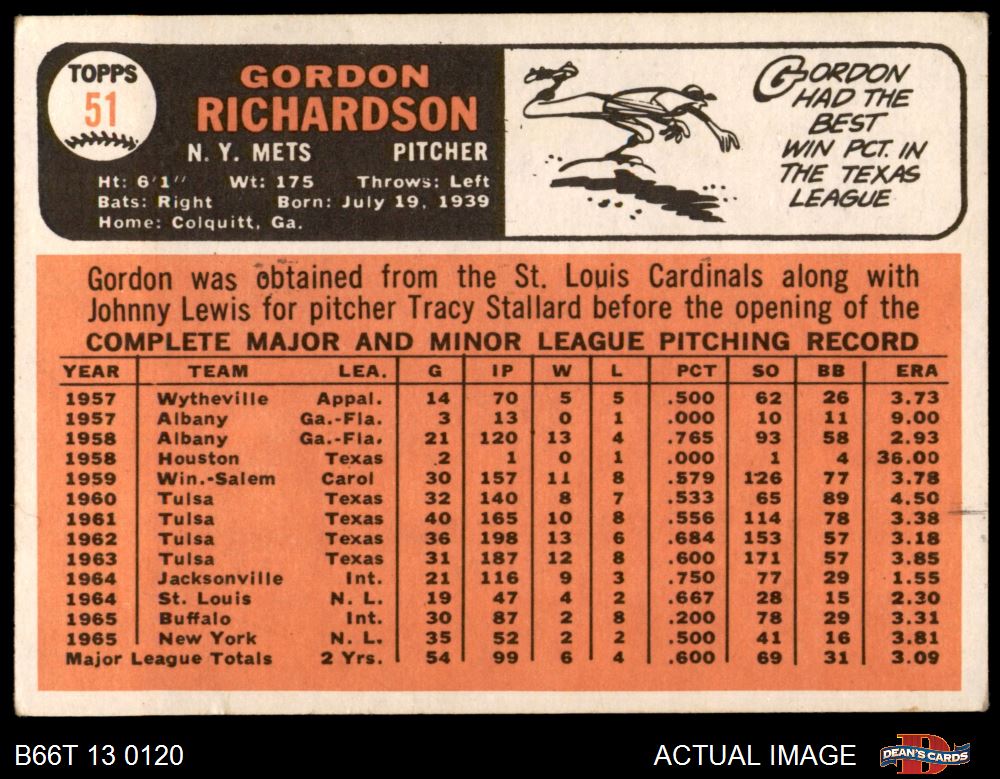 TOPPS
51
GORDON
RICHARDSON
N. Y. METS PITCHER
Ht: 6'1" Wt: 175 Throws: Left
Bats: Right Born: July 19, 1939
Home: Colquitt, Ga.
GORDON
HAD THE
BEST
WIN PCT. IN
THE TEXAS
LEAGUE
Gordon was obtained from the St. Louis Cardinals along with
Johnny Lewis for pitcher Tracy Stallard before the opening of the
COMPLETE MAJOR AND MINOR LEAGUE PITCHING RECORD
YEAR TEAM LEA. G IP W L PCT SO BB ERA
1957 Wytheville Appal. 14 70 5 5 .500 62 26 3.73
1957 Albany Ga.-Fla. 3 13 0 1 .000 10 11 9.00
1958 Albany Ga.-Fla. 21 120 13 4 .765 93 58 2.93
1958 Houston Texas .2 1 0 1 .000 1 4 36.00
1959 Win.-Salem Carol 30 157 11 8 .579 126 77 3.78
1960 Tulsa Texas 32 140 8 7 .533 65 89 4.50
1961 Tulsa Texas 40 165 10 8 .556 114 78 3.38
1962 Tulsa Texas 36 198 13 6 .684 153 57 3.18
1963 Tulsa Texas 31 187 12 8 .600 171 57 3.85
1964 Jacksonville Int. 21 116 9 3 .750 77 29 1.55
1964 St. Louis N. L. 19 47 4 2 .667 28 15 2.30
1965 Buffalo Int. 30 87 2 8 .200 78 29 3.31
1965 New York N. L. 35 52 2 2 .500 41 16 3.81
Major League Totals 2 Yrs. 54 99 6 4 .600 69 31 3.09
B66T 13 0120 ACTUAL IMAGE DEAN'S CARDS